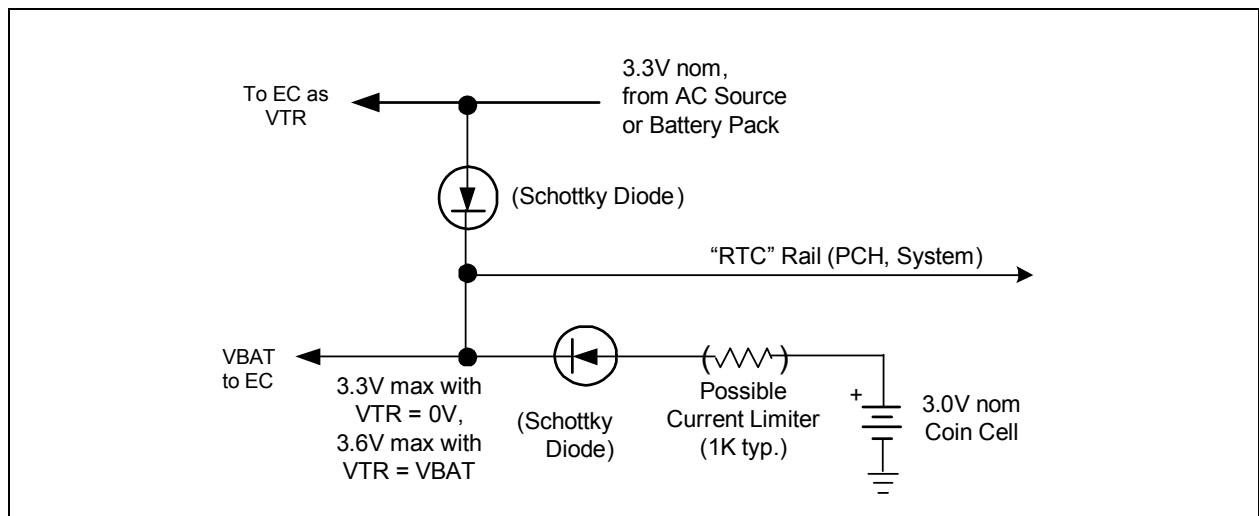 3.3V nom,
from AC Source
or Battery Pack
To EC as
VTR
(Schottky Diode)
“RTC” Rail (PCH, System)
VBAT
to EC
3.3V max with
VTR = 0V,
3.6V max with
VTR = VBAT
(Schottky
Diode)
( )
Possible
Current Limiter
(1K typ.)
+
3.0V nom
Coin Cell